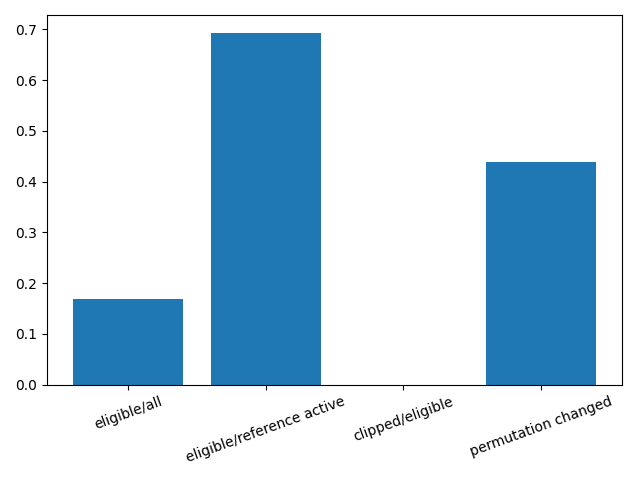 0.7
0.6
0.5
0.4
0.3
0.2
0.1
0.0
eligible/all
eligible/reference active
clipped/eligible
permutation changed